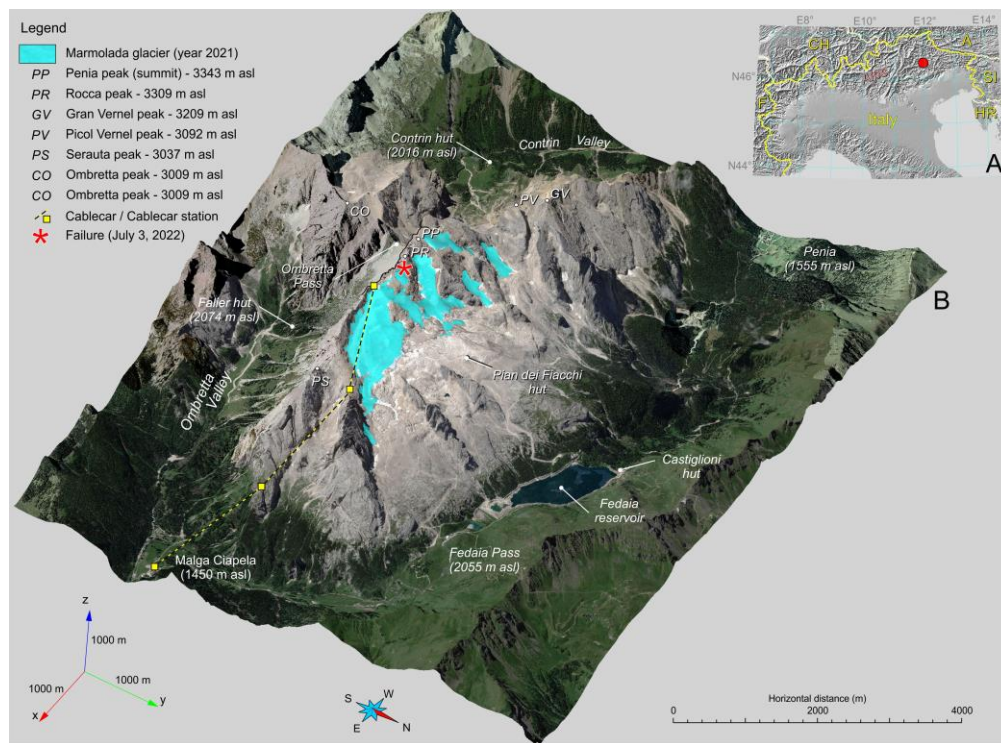 Legend
Marmolada glacier (year 2021)
PP Penia peak (summit) - 3343 m asl
PR Rocca peak - 3309 m asl
GV Gran Vernel peak - 3209 m asl
PV Picol Vernel peak - 3092 m asl
PS Serauta peak - 3037 m asl
CO Ombretta peak - 3009 m asl
CO Ombretta peak - 3009 m asl
Cablecar / Cablecar station
Failure (July 3, 2022)
E8° E10° E12° E14°
CH
A
N46°
Alps
SI
F
HR
Italy
N44°
A
Contrin hut
(2016 m asl)
Contrin Valley
GV
PV
CO
PP
PR
Ombretta
Pass
Penia
(1555 m asl)
B
Falier hut
(2074 m asl)
PS
Pian dei Fiacchi
hut
Ombretta
Valley
Castiglioni
hut
Fedaia
reservoir
Fedaia Pass
(2055 m asl)
Malga Ciapela
(1450 m asl)
z
1000 m
1000 m
1000 m
x
y
S W
E N
Horizontal distance (m)
0 2000 4000